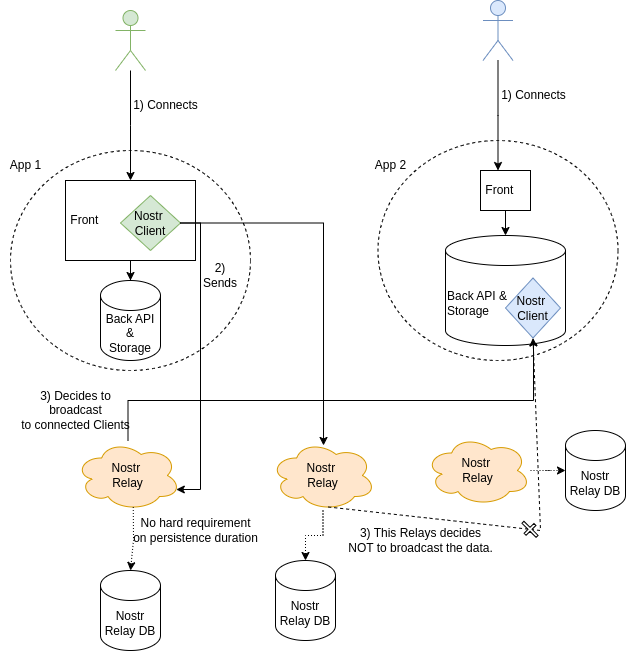 1) Connects
1) Connects
App 1
App 2
Front
Nostr
Client
Front
2)
Sends
Back API
&
Storage
Back API &
Storage
Nostr
Client
3) Decides to
broadcast
to connected Clients
Nostr
Relay
Nostr
Relay
Nostr
Relay
Nostr
Relay DB
No hard requirement
on persistence duration
3) This Relays decides
NOT to broadcast the data.
Nostr
Relay DB
Nostr
Relay DB